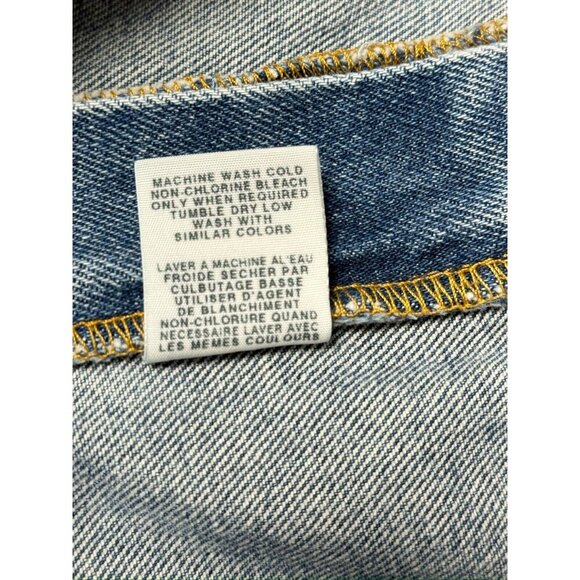 MACHINE WASH COLD
NON-CHLORINE BLEACH
ONLY WHEN REQUIRED
TUMBLE DRY LOW
WASH WITH
SIMILAR COLORS
LAVER A MACHINE AL'EAU
FROIDE SECHER PAR
CULBUTAGE BASSE
UTILISER D'AGENT
DE BLANCHIMENT
NON-CHLORURE QUAND
NECESSAIRE LAVER AVEC
LES MEMES COULOURS